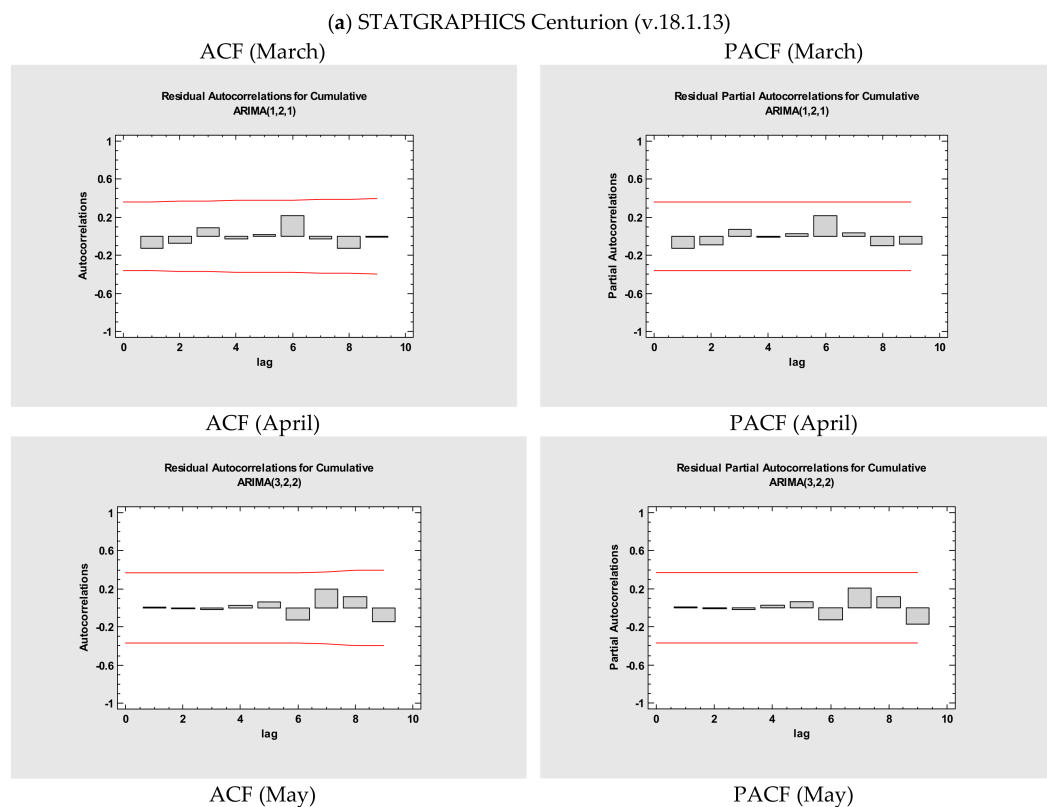 (a) STATGRAPHICS Centurion (v.18.1.13)
ACF (March)
PACF (March)
Residual Autocorrelations for Cumulative
ARIMA(1,2,1)
Autocorrelations
1
0.6
0.2
-0.2
-0.6
-1
0 2 4 6 8 10
lag
Residual Partial Autocorrelations for Cumulative
ARIMA(1,2,1)
Partial Autocorrelations
1
0.6
0.2
-0.2
-0.6
-1
0 2 4 6 8 10
lag
ACF (April)
PACF (April)
Residual Autocorrelations for Cumulative
ARIMA(3,2,2)
Autocorrelations
1
0.6
0.2
-0.2
-0.6
-1
0 2 4 6 8 10
lag
Residual Partial Autocorrelations for Cumulative
ARIMA(3,2,2)
Partial Autocorrelations
1
0.6
0.2
-0.2
-0.6
-1
0 2 4 6 8 10
lag
ACF (May)
PACF (May)